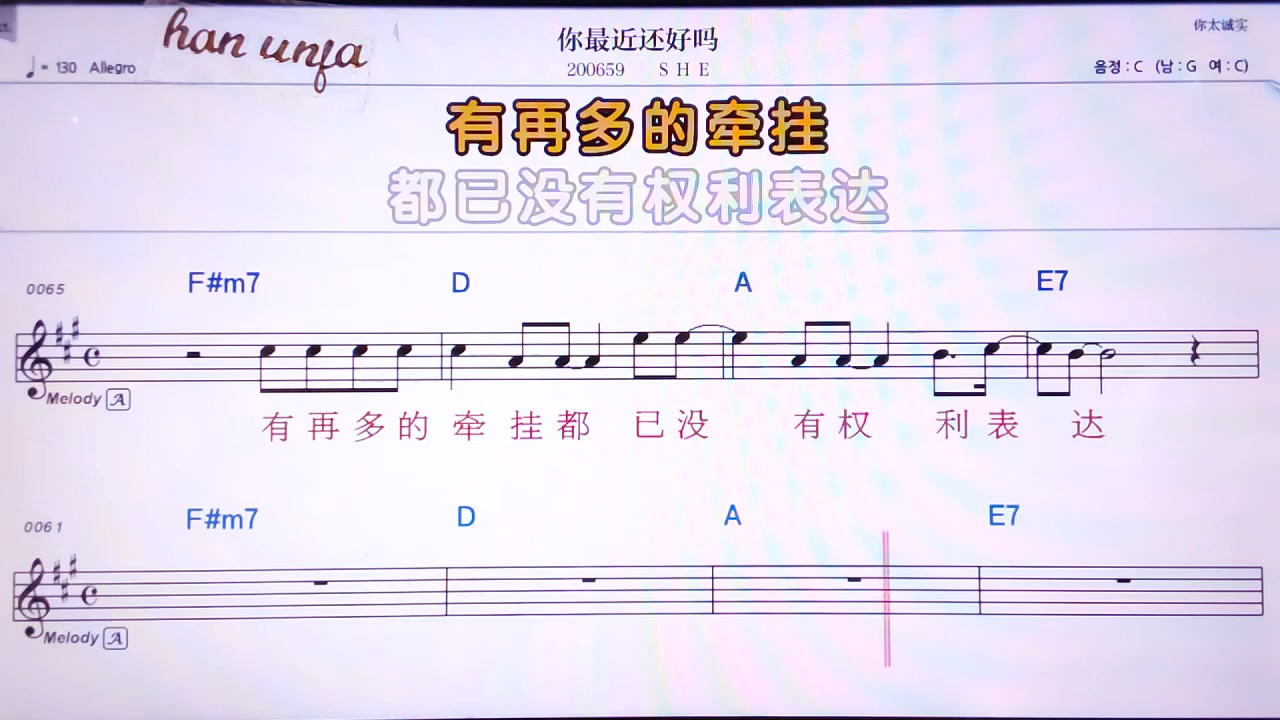 han unfa
你最近还好吗
你太诚实
♩= 130 Allegro
200659 S H E
음정 : C (남 : G 여 : C)
有再多的牵挂
都已没有权利表达
0065 F#m7 D A E7
Melody A
有再多的 牵 挂都 已没 有权 利表 达
0061 F#m7 D A E7
Melody A